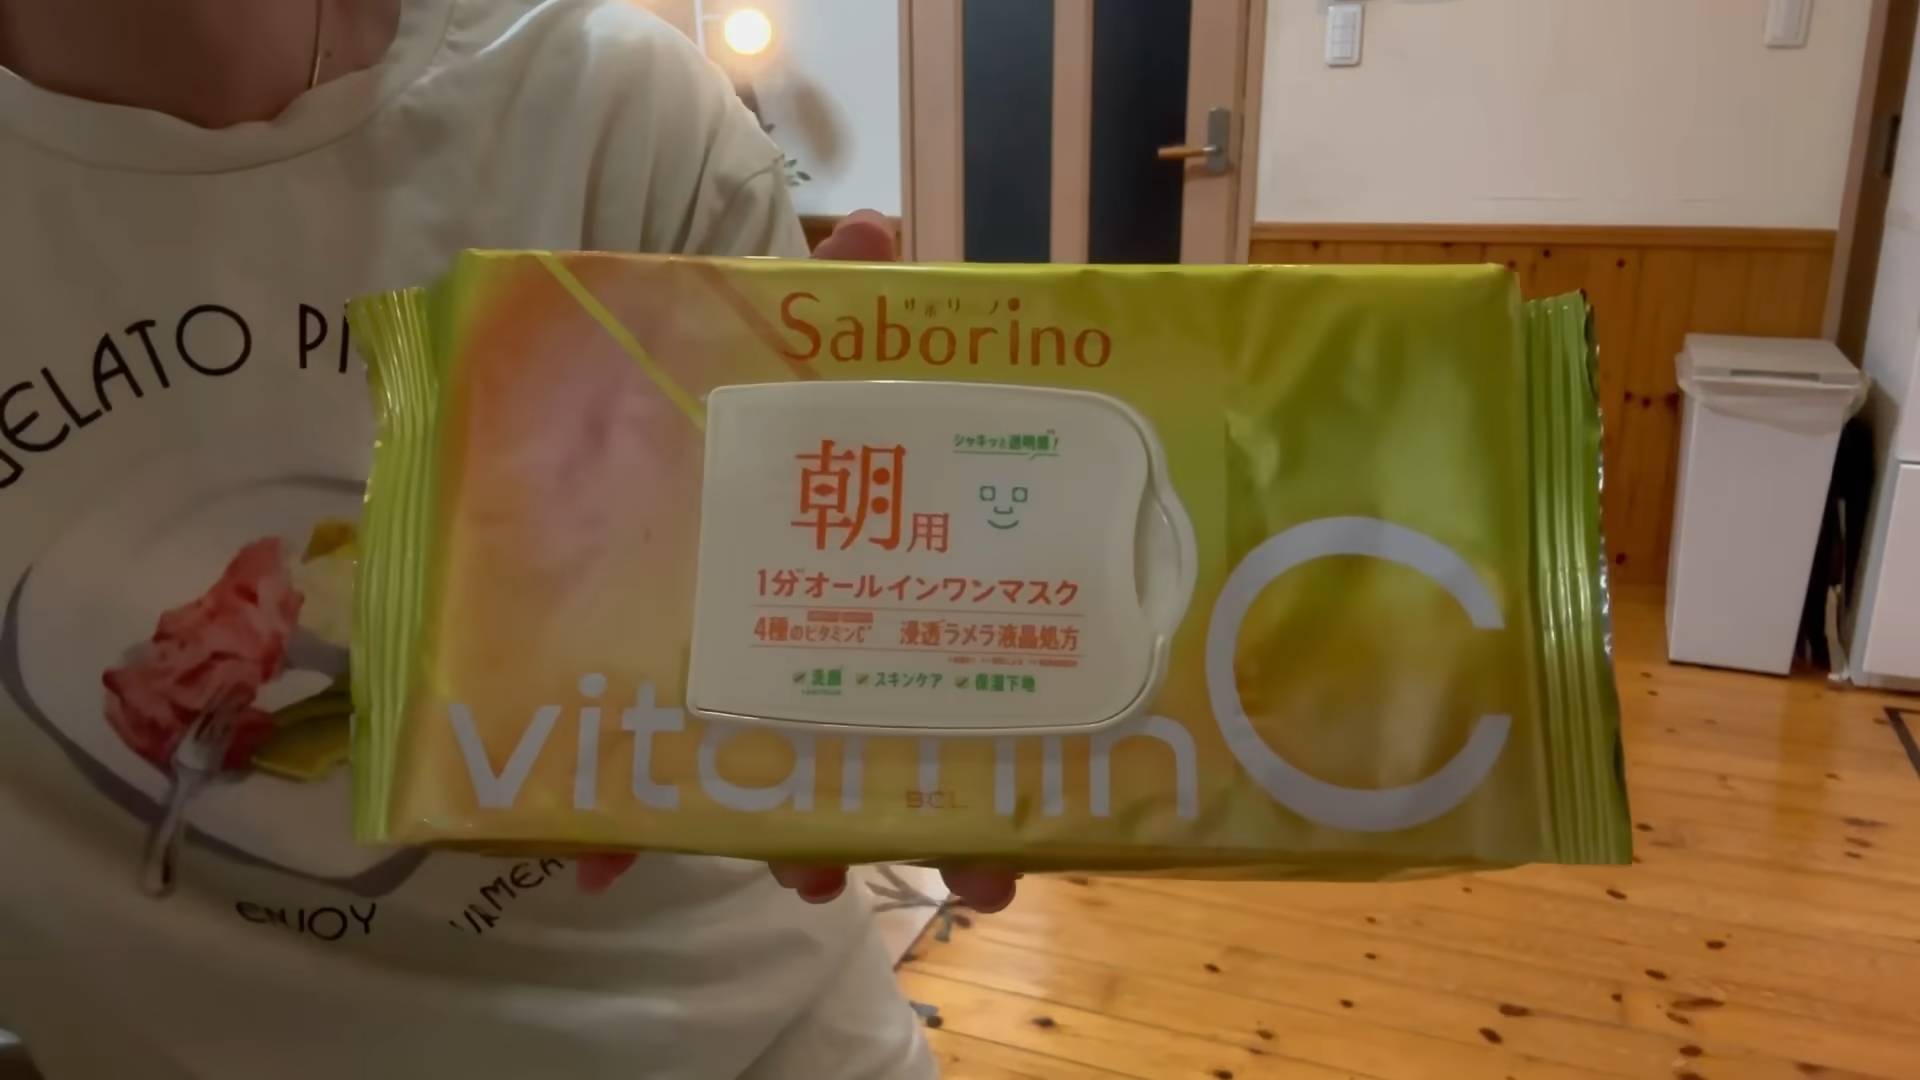 GELATO PI
サボリーノ
Saborino
シャキッと透明感!
朝用
1分オールインワンマスク
4種のビタミンC 浸透ラメラ液晶処方
洗顔 スキンケア 保湿下地
vitaminC
BCL
ENJOY